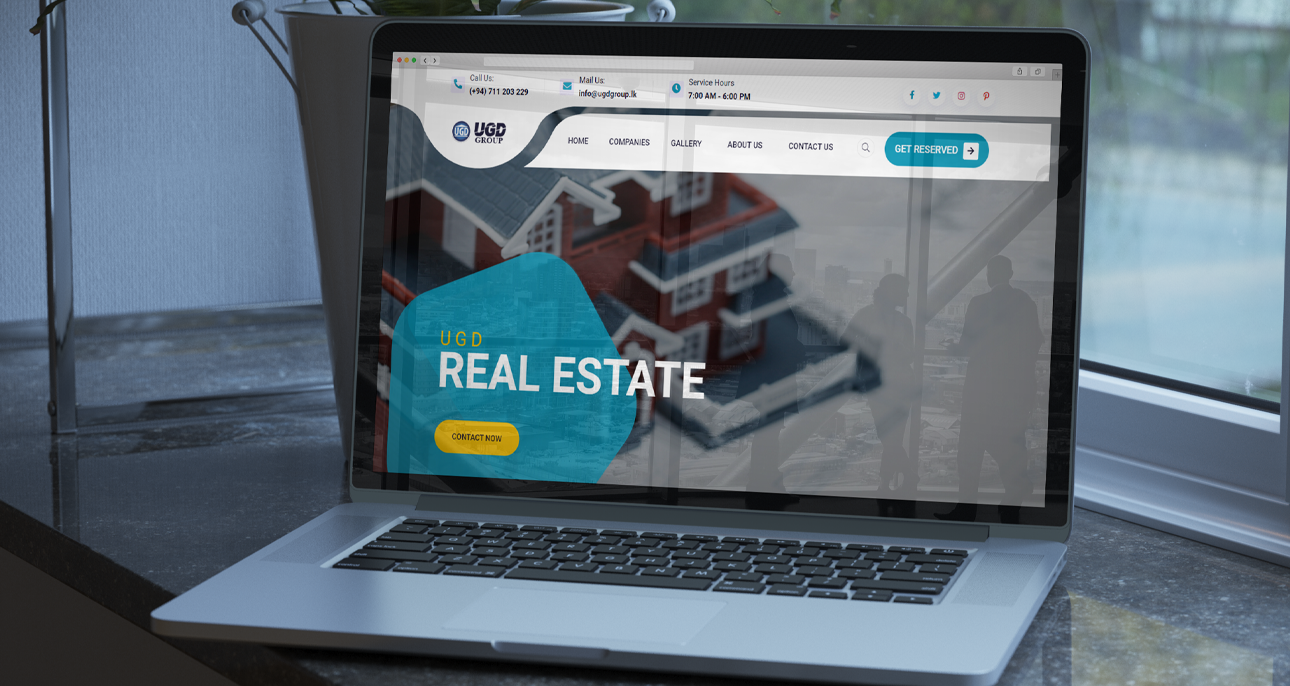 Call Us:
(+94) 711 203 229
Mail Us:
info@ugdgroup.lk
Service Hours
7:00 AM - 6:00 PM
UGD
UGD
GROUP
HOME
COMPANIES
GALLERY
ABOUT US
CONTACT US
GET RESERVED
UGD
REAL ESTATE
CONTACT NOW